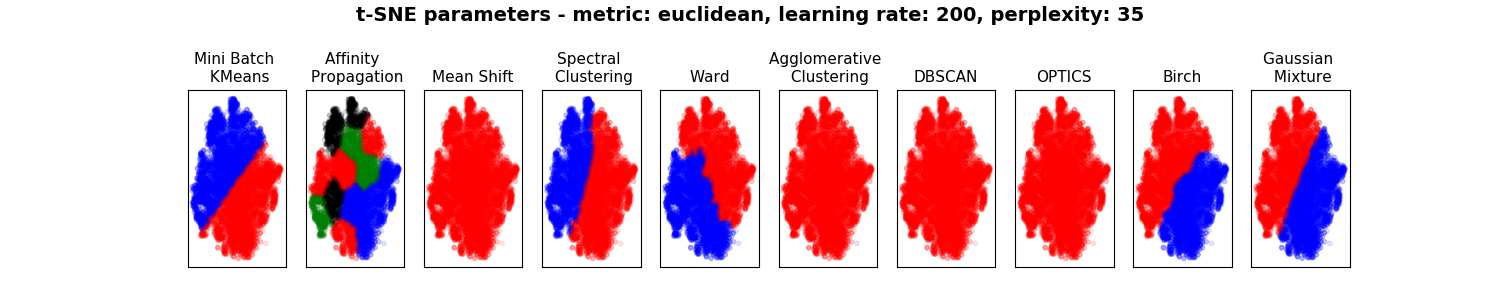 t-SNE parameters - metric: euclidean, learning rate: 200, perplexity: 35
Mini Batch
KMeans
Affinity
Propagation
Mean Shift
Spectral
Clustering
Ward
Agglomerative
Clustering
DBSCAN
OPTICS
Birch
Gaussian
Mixture